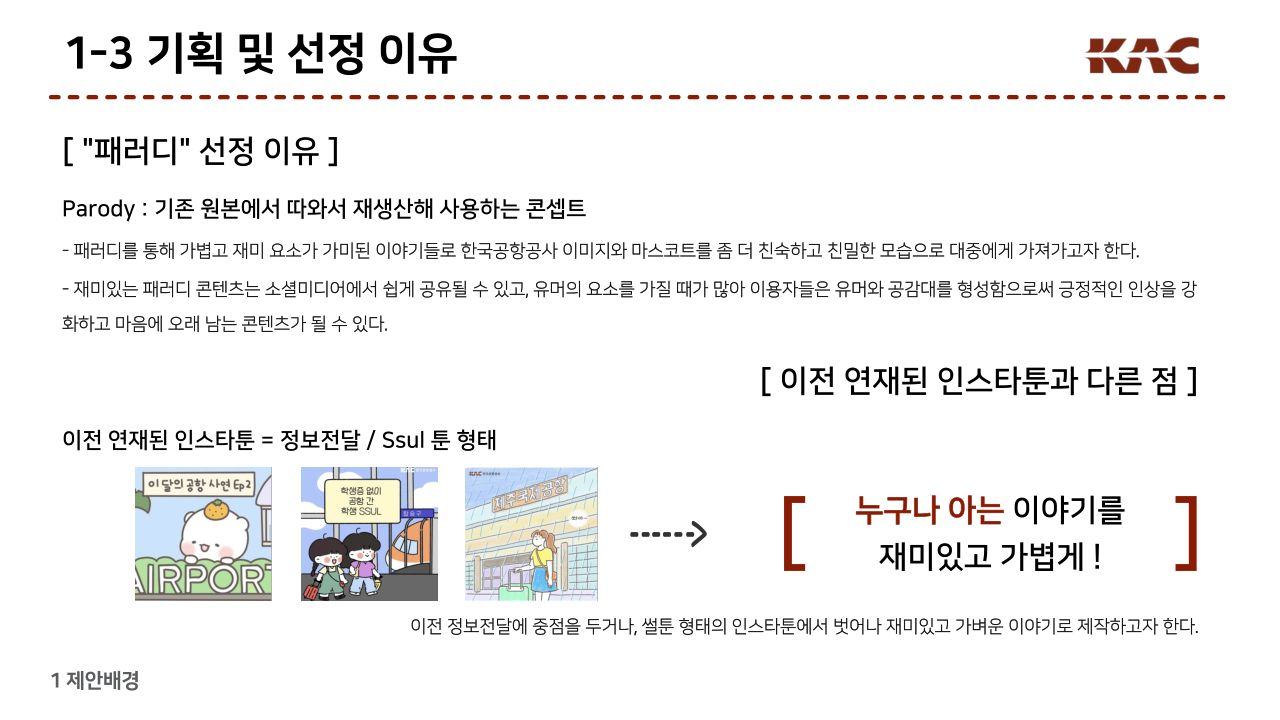 1-3 기획 및 선정 이유
KAC
[ "패러디" 선정 이유 ]
Parody : 기존 원본에서 따와서 재생산해 사용하는 콘셉트
- 패러디를 통해 가볍고 재미 요소가 가미된 이야기들로 한국공항공사 이미지와 마스코트를 좀 더 친숙하고 친밀한 모습으로 대중에게 가져가고자 한다.
- 재미있는 패러디 콘텐츠는 소셜미디어에서 쉽게 공유될 수 있고, 유머의 요소를 가질 때가 많아 이용자들은 유머와 공감대를 형성함으로써 긍정적인 인상을 강
화하고 마음에 오래 남는 콘텐츠가 될 수 있다.
[ 이전 연재된 인스타툰과 다른 점 ]
이전 연재된 인스타툰 = 정보전달 / Ssul 툰 형태
이 달의 공항 사연 Ep2
AIRPORT
KAC
학생증 없이
공항 간
학생 SSUL
탑승구
KAC
제주국제공항
누구나 아는 이야기를
재미있고 가볍게 !
이전 정보전달에 중점을 두거나, 썰툰 형태의 인스타툰에서 벗어나 재미있고 가벼운 이야기로 제작하고자 한다.
1 제안배경